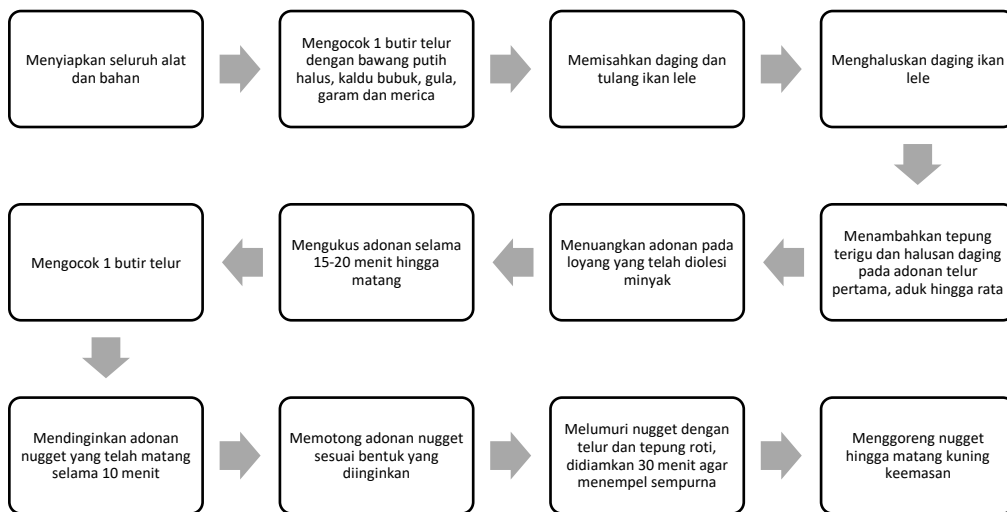 Menyiapkan seluruh alat
dan bahan
Mengocok 1 butir telur
dengan bawang putih
halus, kaldu bubuk, gula,
garam dan merica
Memisahkan daging dan
tulang ikan lele
Menghaluskan daging ikan
lele
Menambahkan tepung
terigu dan halusan daging
pada adonan telur
pertama, aduk hingga rata
Menuangkan adonan pada
loyang yang telah diolesi
minyak
Mengukus adonan selama
15-20 menit hingga
matang
Mengocok 1 butir telur
Mendinginkan adonan
nugget yang telah matang
selama 10 menit
Memotong adonan nugget
sesuai bentuk yang
diinginkan
Melumuri nugget dengan
telur dan tepung roti,
didiamkan 30 menit agar
menempel sempurna
Menggoreng nugget
hingga matang kuning
keemasan